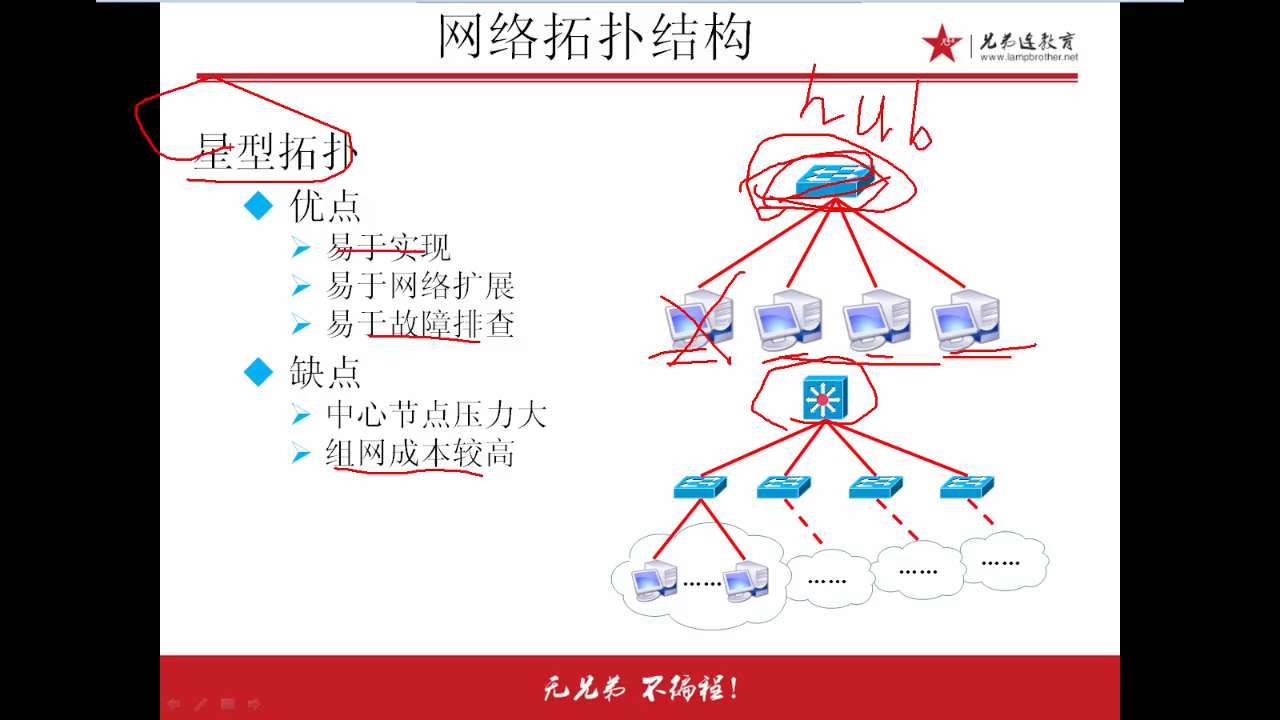 网络拓扑结构
兄弟连教育
www.lampbrother.net
hub
星型拓扑
优点
易于实现
易于网络扩展
易于故障排查
缺点
中心节点压力大
组网成本较高
……
……
……
……
无兄弟 不编程!